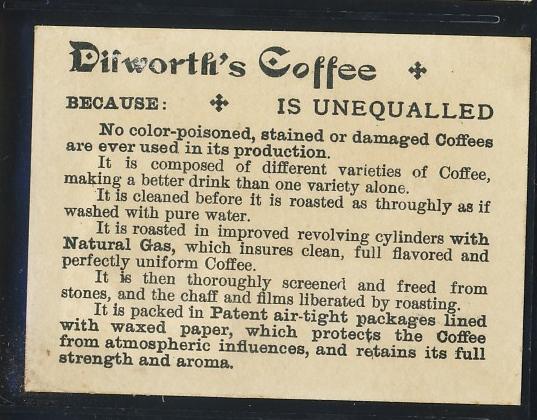 Dilworth's Coffee ✤
BECAUSE: ✤ IS UNEQUALLED
No color-poisoned, stained or damaged Coffees
are ever used in its production.
It is composed of different varieties of Coffee,
making a better drink than one variety alone.
It is cleaned before it is roasted as throughly as if
washed with pure water.
It is roasted in improved revolving cylinders with
Natural Gas, which insures clean, full flavored and
perfectly uniform Coffee.
It is then thoroughly screened and freed from
stones, and the chaff and films liberated by roasting.
It is packed in Patent air-tight packages lined
with waxed paper, which protects the Coffee
from atmospheric influences, and retains its full
strength and aroma.